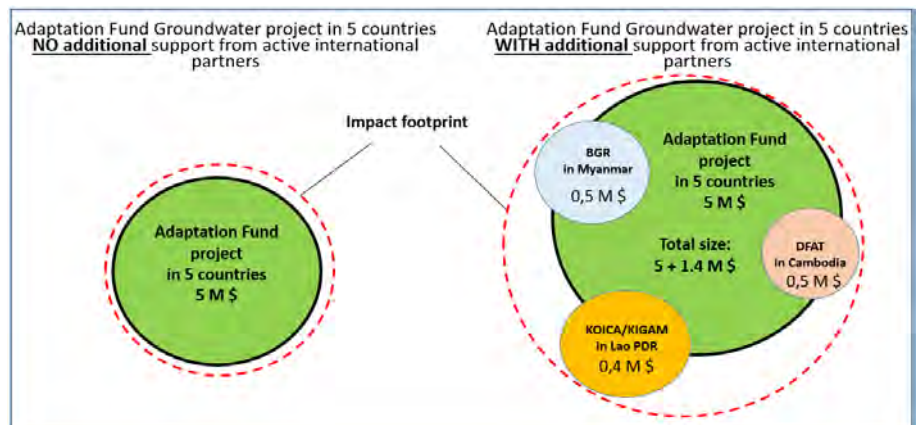 Adaptation Fund Groundwater project in 5 countries
NO additional support from active international
partners
Adaptation Fund Groundwater project in 5 countries
WITH additional support from active international
partners
Impact footprint
Adaptation Fund
project
in 5 countries
5 M $
BGR
in Myanmar
0,5 M $
Adaptation Fund
project
in 5 countries
5 M $
Total size:
5 + 1.4 M $
DFAT
in Cambodia
0,5 M $
KOICA/KIGAM
in Lao PDR
0,4 M $